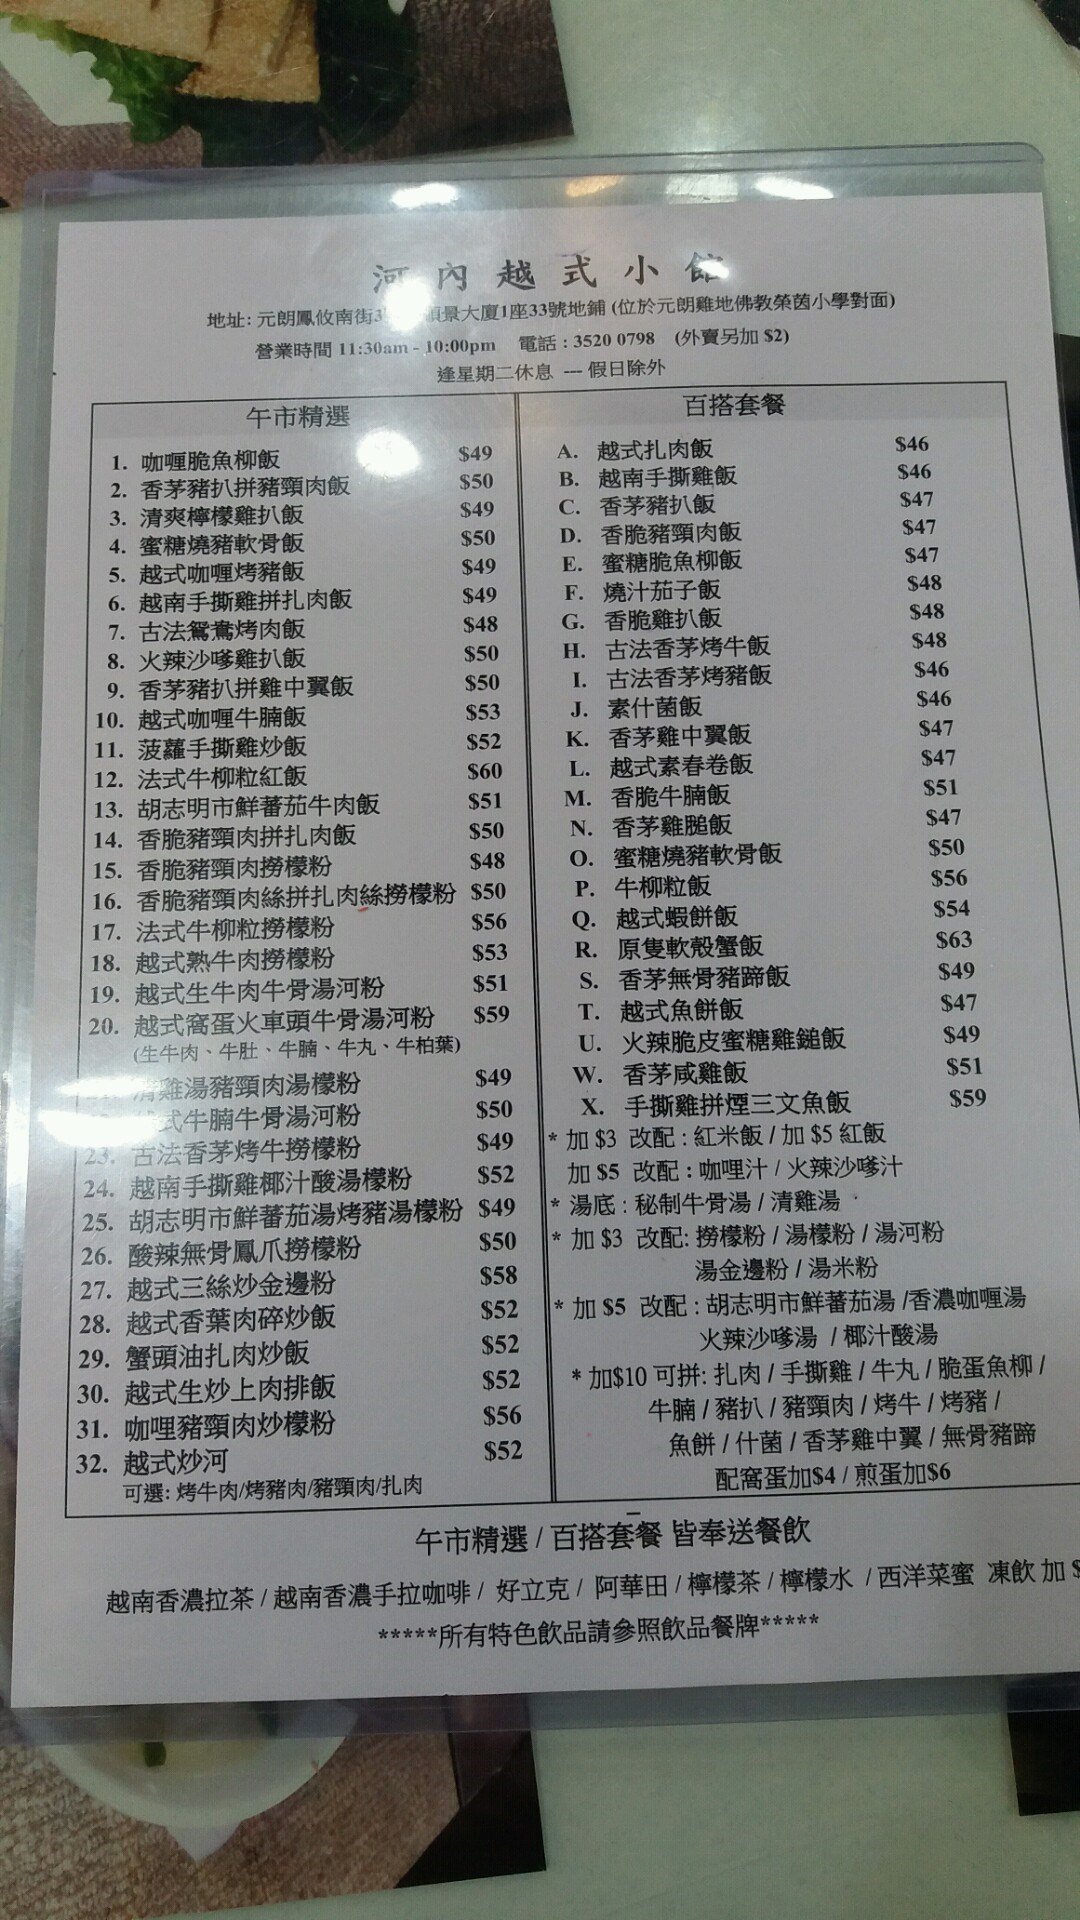 河內越式小館
地址: 元朗鳳攸南街3 順景大廈1座33號地鋪 (位於元朗雞地佛教榮茵小學對面)
營業時間 11:30am - 10:00pm 電話 : 3520 0798 (外賣另加 $2)
逢星期二休息 --- 假日除外
午市精選
1. 咖喱脆魚柳飯 $49
2. 香茅豬扒拼豬頸肉飯 $50
3. 清爽檸檬雞扒飯 $49
4. 蜜糖燒豬軟骨飯 $50
5. 越式咖喱烤豬飯 $49
6. 越南手撕雞拼扎肉飯 $49
7. 古法鴛鴦烤肉飯 $48
8. 火辣沙嗲雞扒飯 $50
9. 香茅豬扒拼雞中翼飯 $50
10. 越式咖喱牛腩飯 $53
11. 菠蘿手撕雞炒飯 $52
12. 法式牛柳粒紅飯 $60
13. 胡志明市鮮蕃茄牛肉飯 $51
14. 香脆豬頸肉拼扎肉飯 $50
15. 香脆豬頸肉撈檬粉 $48
16. 香脆豬頸肉絲拼扎肉絲撈檬粉 $50
17. 法式牛柳粒撈檬粉 $56
18. 越式熟牛肉撈檬粉 $53
19. 越式生牛肉牛骨湯河粉 $51
20. 越式窩蛋火車頭牛骨湯河粉 $59
(生牛肉、牛肚、牛腩、牛丸、牛柏葉)
清雞湯豬頸肉湯檬粉 $49
式牛腩牛骨湯河粉 $50
23. 古法香茅烤牛撈檬粉 $49
24. 越南手撕雞椰汁酸湯檬粉 $52
25. 胡志明市鮮蕃茄湯烤豬湯檬粉 $49
26. 酸辣無骨鳳爪撈檬粉 $50
27. 越式三絲炒金邊粉 $58
28. 越式香葉肉碎炒飯 $52
29. 蟹頭油扎肉炒飯 $52
30. 越式生炒上肉排飯 $52
31. 咖哩豬頸肉炒檬粉 $56
32. 越式炒河 $52
可選: 烤牛肉/烤豬肉/豬頸肉/扎肉
百搭套餐
A. 越式扎肉飯 $46
B. 越南手撕雞飯 $46
C. 香茅豬扒飯 $47
D. 香脆豬頸肉飯 $47
E. 蜜糖脆魚柳飯 $47
F. 燒汁茄子飯 $48
G. 香脆雞扒飯 $48
H. 古法香茅烤牛飯 $48
I. 古法香茅烤豬飯 $46
J. 素什菌飯 $46
K. 香茅雞中翼飯 $47
L. 越式素春卷飯 $47
M. 香脆牛腩飯 $51
N. 香茅雞膇飯 $47
O. 蜜糖燒豬軟骨飯 $50
P. 牛柳粒飯 $56
Q. 越式蝦餅飯 $54
R. 原隻軟殼蟹飯 $63
S. 香茅無骨豬蹄飯 $49
T. 越式魚餅飯 $47
U. 火辣脆皮蜜糖雞鎚飯 $49
W. 香茅咸雞飯 $51
X. 手撕雞拼煙三文魚飯 $59
* 加 $3 改配 : 紅米飯 / 加 $5 紅飯
加 $5 改配 : 咖哩汁 / 火辣沙嗲汁
* 湯底 : 秘制牛骨湯 / 清雞湯
* 加 $3 改配: 撈檬粉 / 湯檬粉 / 湯河粉
湯金邊粉 / 湯米粉
* 加 $5 改配 : 胡志明市鮮蕃茄湯 /香濃咖喱湯
火辣沙嗲湯 / 椰汁酸湯
* 加$10 可拼: 扎肉 / 手撕雞 / 牛丸 / 脆蛋魚柳 /
牛腩 / 豬扒 / 豬頸肉 / 烤牛 / 烤豬 /
魚餅 / 什菌 / 香茅雞中翼 / 無骨豬蹄
配窩蛋加$4 / 煎蛋加$6
午市精選 / 百搭套餐 皆奉送餐飲
越南香濃拉茶 / 越南香濃手拉咖啡 / 好立克 / 阿華田 / 檸檬茶 / 檸檬水 / 西洋菜蜜 凍飲 加 $
*****所有特色飲品請參照飲品餐牌*****